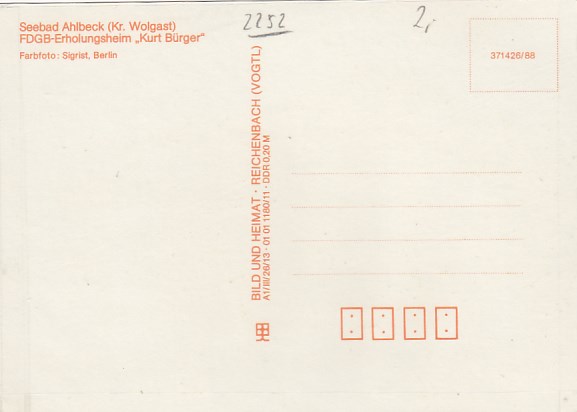 Seebad Ahlbeck (Kr. Wolgast)
FDGB-Erholungsheim „Kurt Bürger“
Farbfoto: Sigrist, Berlin
2252
2,
371426/88
BILD UND HEIMAT · REICHENBACH (VOGTL)
A1/III/26/13 · 01 01 1180/11 · DDR 0,20 M